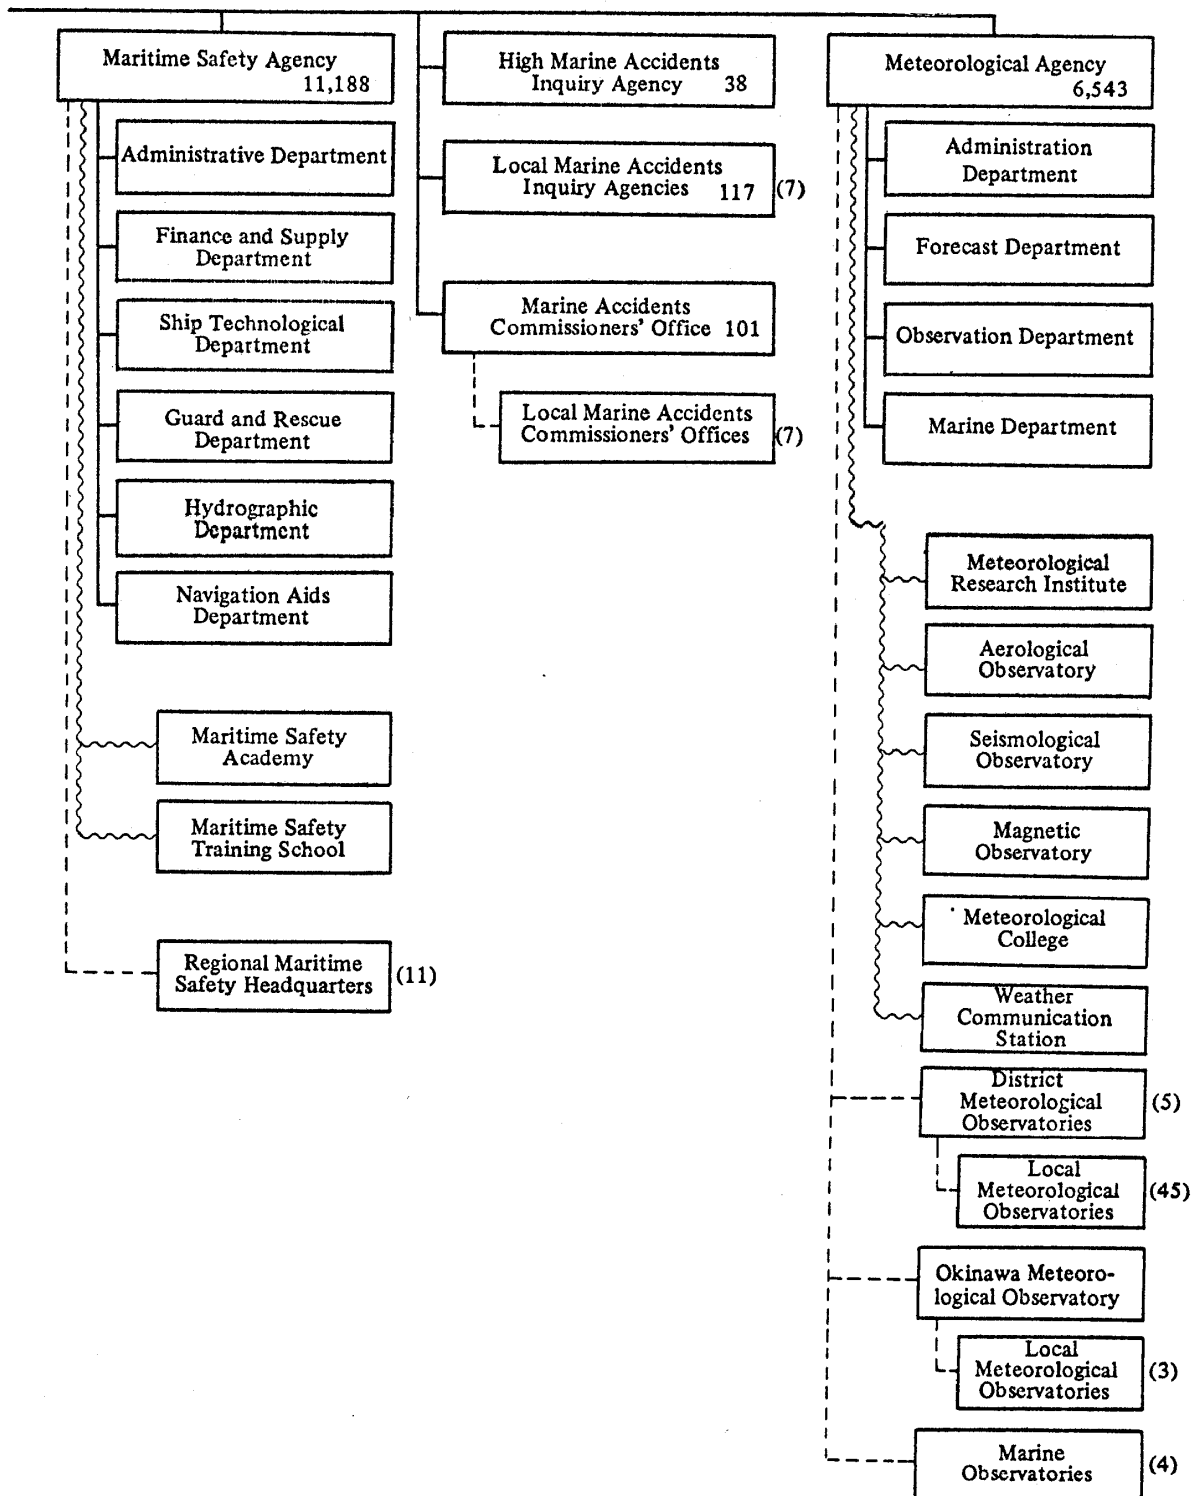 Maritime Safety Agency
11,188
Administrative Department
Finance and Supply
Department
Ship Technological
Department
Guard and Rescue
Department
Hydrographic
Department
Navigation Aids
Department
Maritime Safety
Academy
Maritime Safety
Training School
Regional Maritime
Safety Headquarters (11)
High Marine Accidents
Inquiry Agency 38
Local Marine Accidents
Inquiry Agencies 117 (7)
Marine Accidents
Commissioners' Office 101
Local Marine Accidents
Commissioners' Offices (7)
Meteorological Agency
6,543
Administration
Department
Forecast Department
Observation Department
Marine Department
Meteorological
Research Institute
Aerological
Observatory
Seismological
Observatory
Magnetic
Observatory
Meteorological
College
Weather
Communication
Station
District
Meteorological (5)
Observatories
Local
Meteorological (45)
Observatories
Okinawa Meteoro-
logical Observatory
Local
Meteorological (3)
Observatories
Marine
Observatories (4)